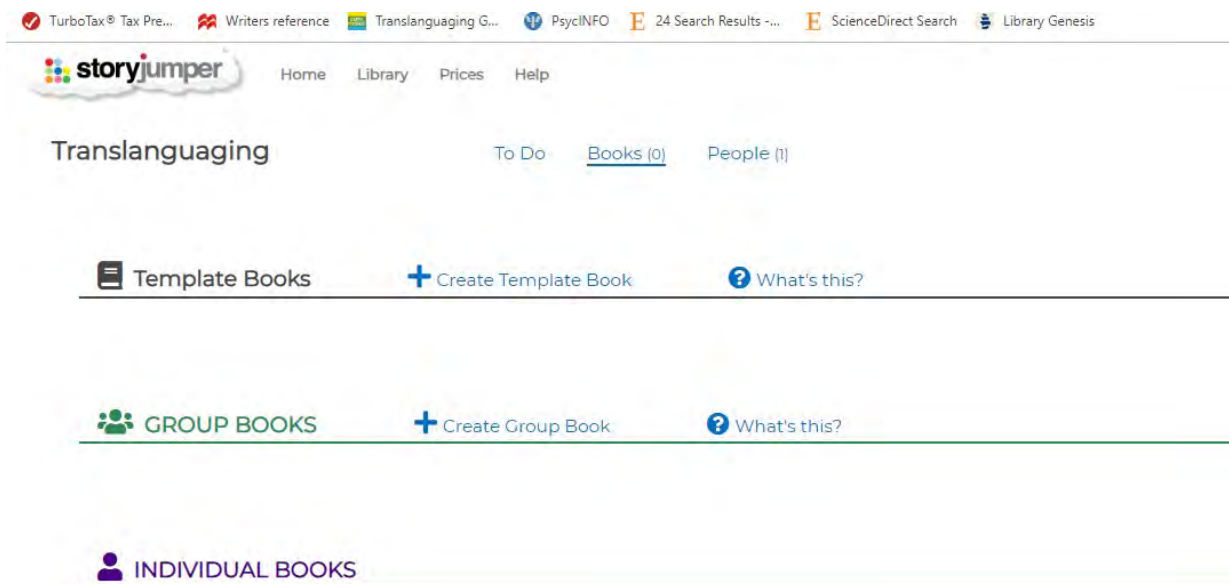 TurboTax® Tax Pre... Writers reference Translanguaging G... PsycINFO 24 Search Results -... ScienceDirect Search Library Genesis
storyjumper Home Library Prices Help
Translanguaging To Do Books (0) People (1)
Template Books Create Template Book What's this?
GROUP BOOKS Create Group Book What's this?
INDIVIDUAL BOOKS